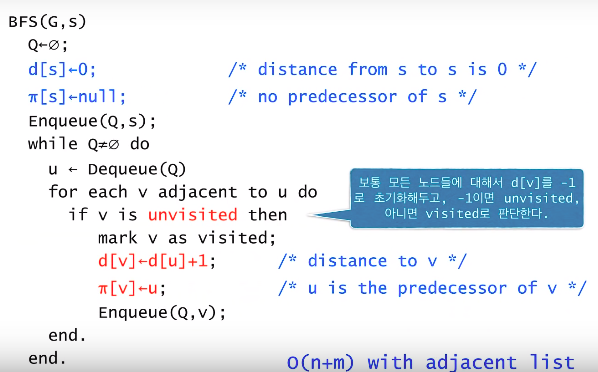 BFS(G,s)
Q←∅;
d[s]←0; /* distance from s to s is 0 */
π[s]←null; /* no predecessor of s */
Enqueue(Q,s);
while Q≠∅ do
u ← Dequeue(Q)
for each v adjacent to u do
if v is unvisited then
mark v as visited;
d[v]←d[u]+1; /* distance to v */
π[v]←u; /* u is the predecessor of v */
Enqueue(Q,v);
end.
end.
보통 모든 노드들에 대해서 d[v]를 -1
로 초기화해두고, -1이면 unvisited,
아니면 visited로 판단한다.
O(n+m) with adjacent list